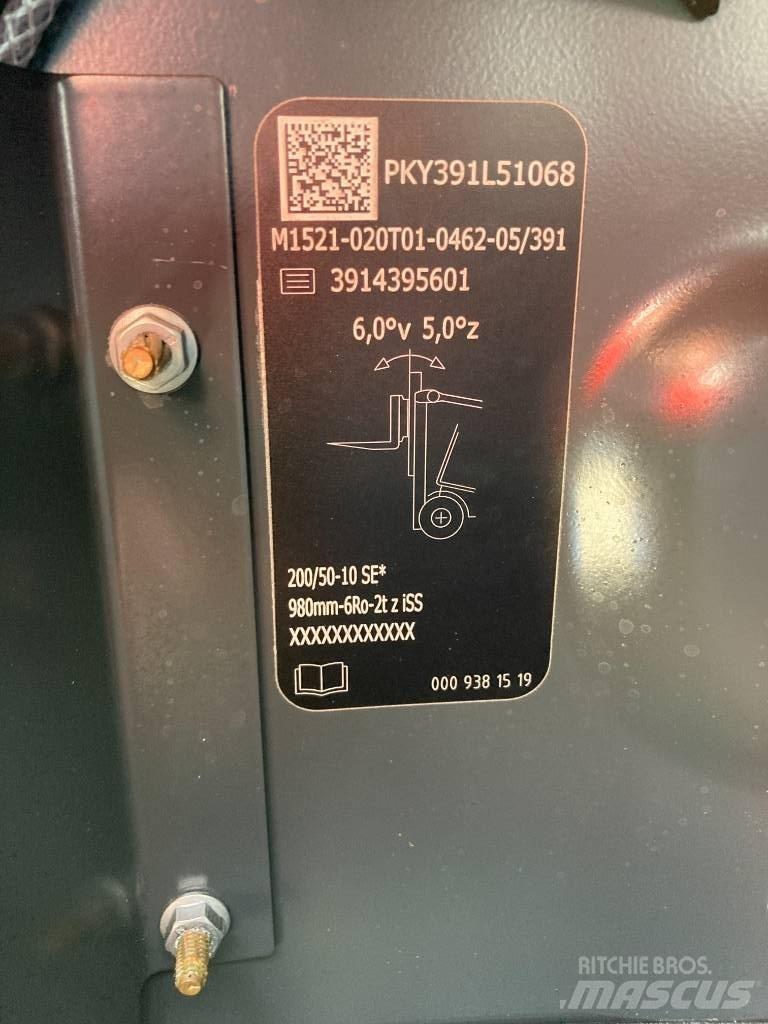 PKY391L51068
M1521-020T01-0462-05/391
3914395601
6,0°v 5,0°z
200/50-10 SE*
980mm-6Ro-2t z iSS
XXXXXXXXXXXX
000 938 15 19
RITCHIE BROS.
MASCUS